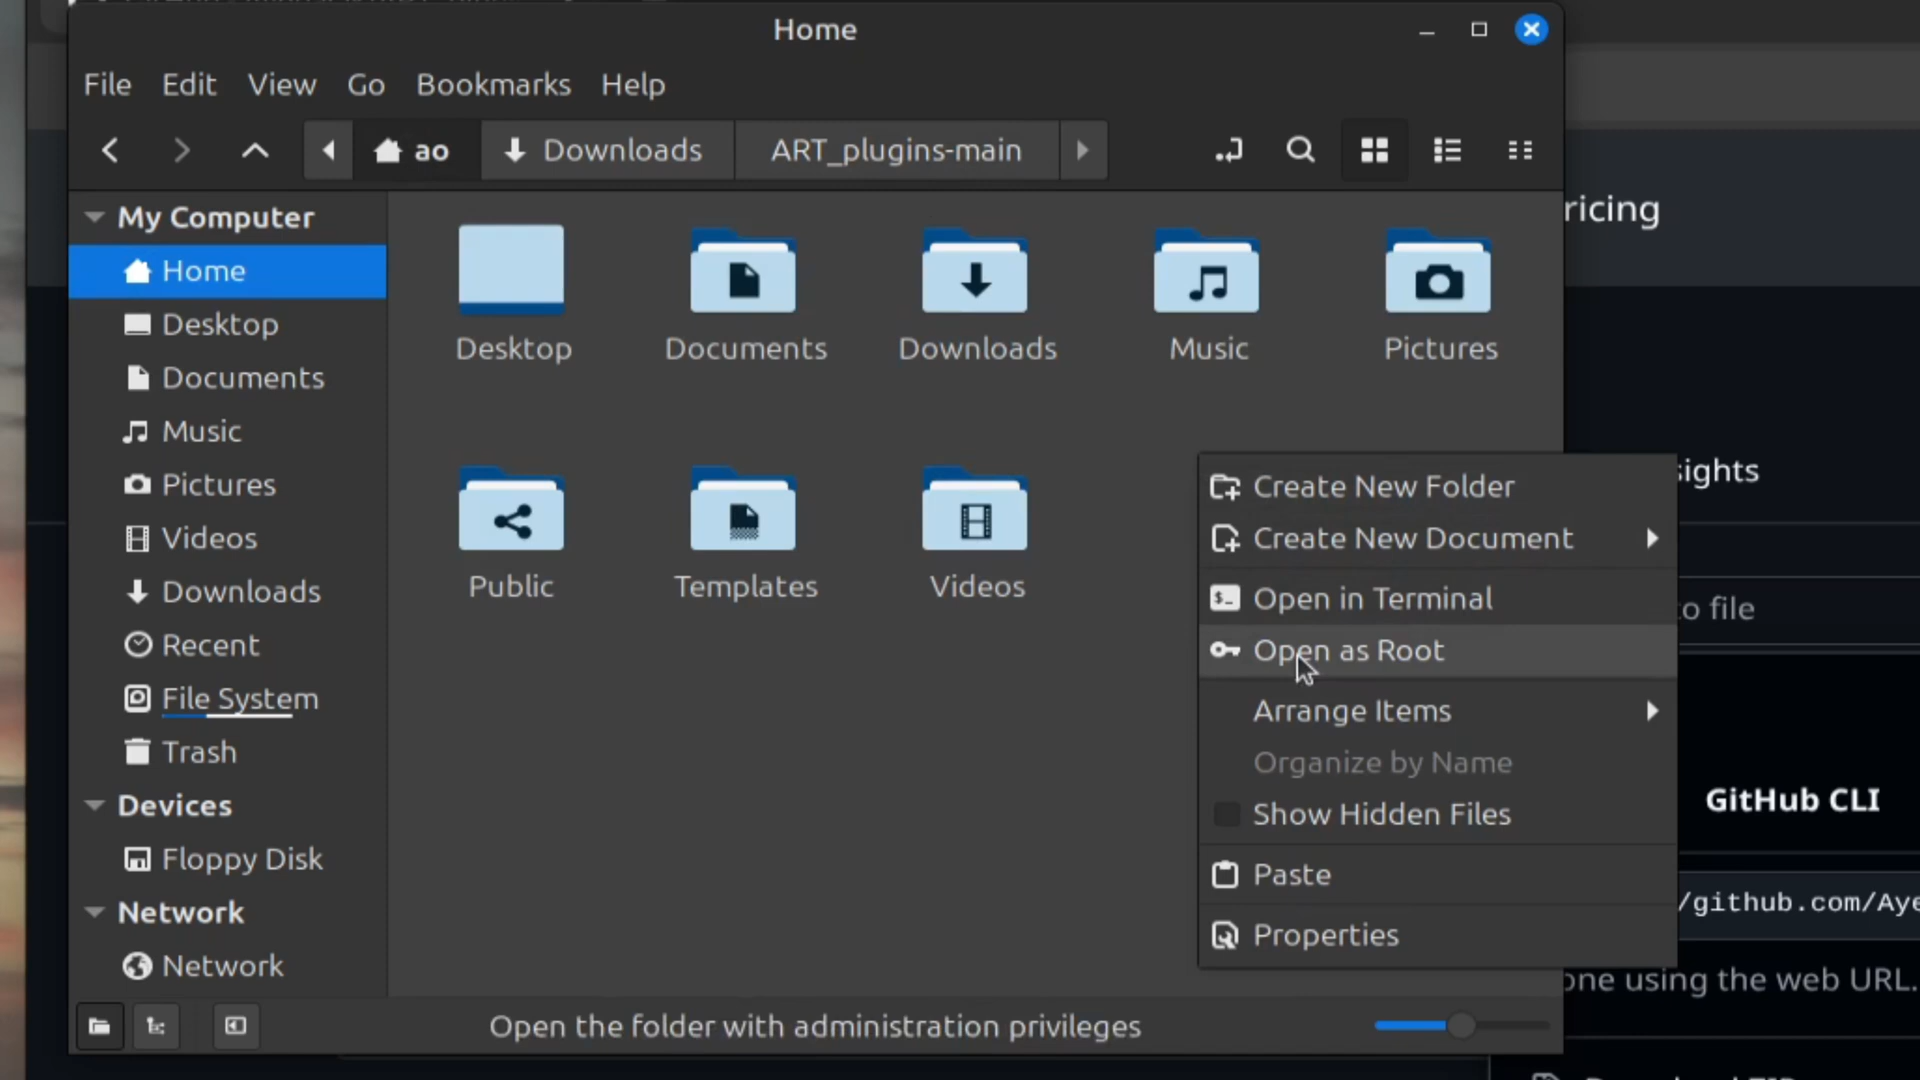 Home
File Edit View Go Bookmarks Help
ao Downloads ART_plugins-main
My Computer
Home
Desktop
Documents
Music
Pictures
Videos
Downloads
Recent
File System
Trash
Devices
Floppy Disk
Network
Network
Desktop Documents Downloads Music Pictures
Public Templates Videos
Create New Folder
Create New Document
Open in Terminal
Open as Root
Arrange Items
Organize by Name
Show Hidden Files
Paste
Properties
Open the folder with administration privileges
ricing
sights
to file
GitHub CLI
/github.com/Aye
one using the web URL.